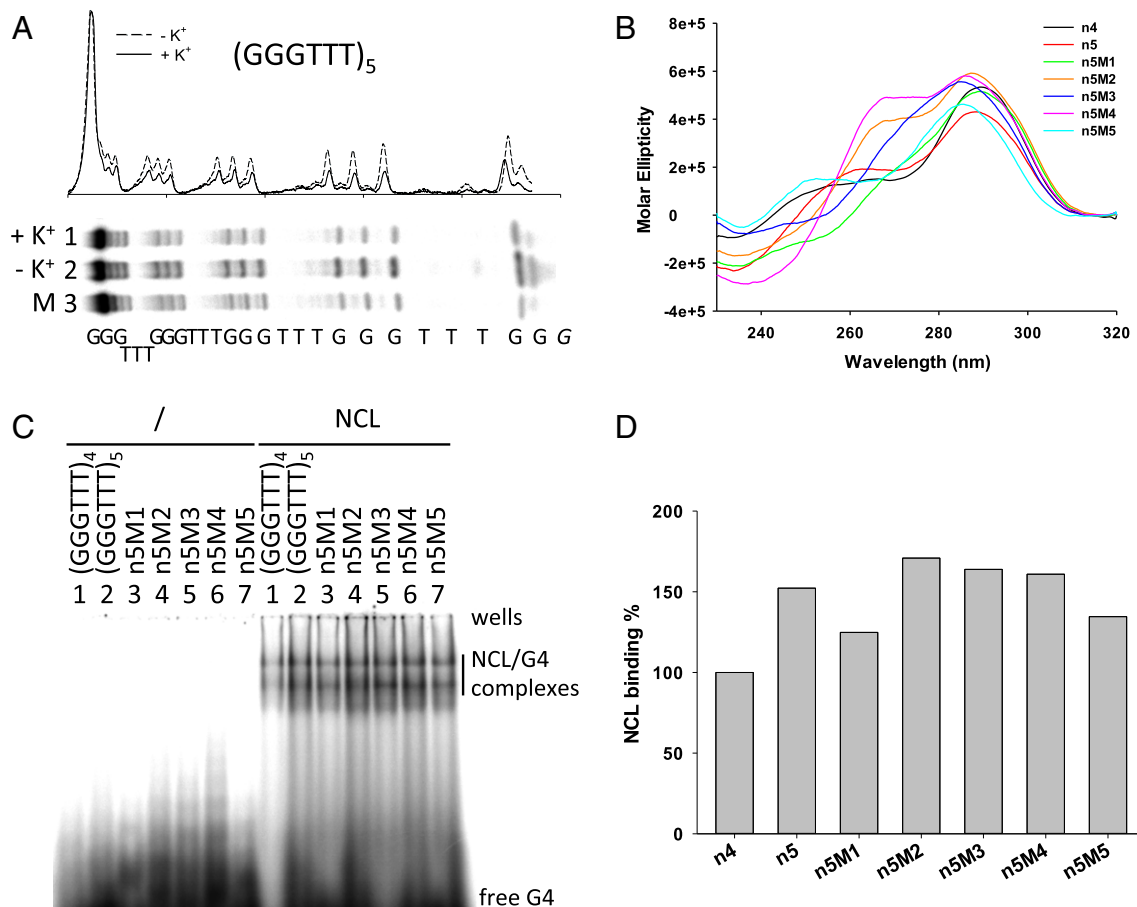 A
- K+
+ K+
(GGGTTT)5
+ K+ 1
- K+ 2
M 3
GGG TTT GGGTTTGGG TTT G G G T T T G G G
B
8e+5
6e+5
4e+5
2e+5
0
-2e+5
-4e+5
Molar Ellipticity
240 260 280 300 320
Wavelength (nm)
n4
n5
n5M1
n5M2
n5M3
n5M4
n5M5
C
/ NCL
(GGGTTT)4 (GGGTTT)5 n5M1 n5M2 n5M3 n5M4 n5M5 (GGGTTT)4 (GGGTTT)5 n5M1 n5M2 n5M3 n5M4 n5M5
1 2 3 4 5 6 7 1 2 3 4 5 6 7
wells
NCL/G4
complexes
free G4
D
200
150
100
50
0
NCL binding %
n4 n5 n5M1 n5M2 n5M3 n5M4 n5M5